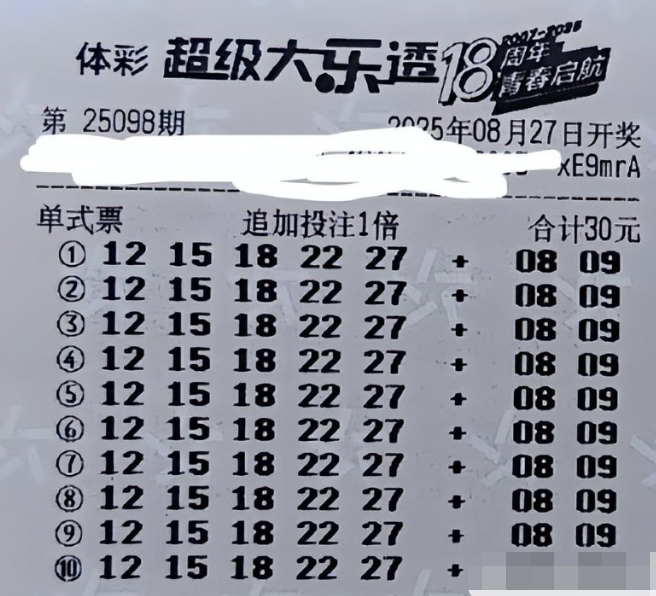 体彩 超级大乐透 18 2007-2025 周年 青春启航
第 25098期 2025年08月27日开奖
xE9mrA
单式票 追加投注1倍 合计30元
① 12 15 18 22 27 + 08 09
② 12 15 18 22 27 + 08 09
③ 12 15 18 22 27 + 08 09
④ 12 15 18 22 27 + 08 09
⑤ 12 15 18 22 27 + 08 09
⑥ 12 15 18 22 27 + 08 09
⑦ 12 15 18 22 27 + 08 09
⑧ 12 15 18 22 27 + 08 09
⑨ 12 15 18 22 27 + 08 09
⑩ 12 15 18 22 27 +